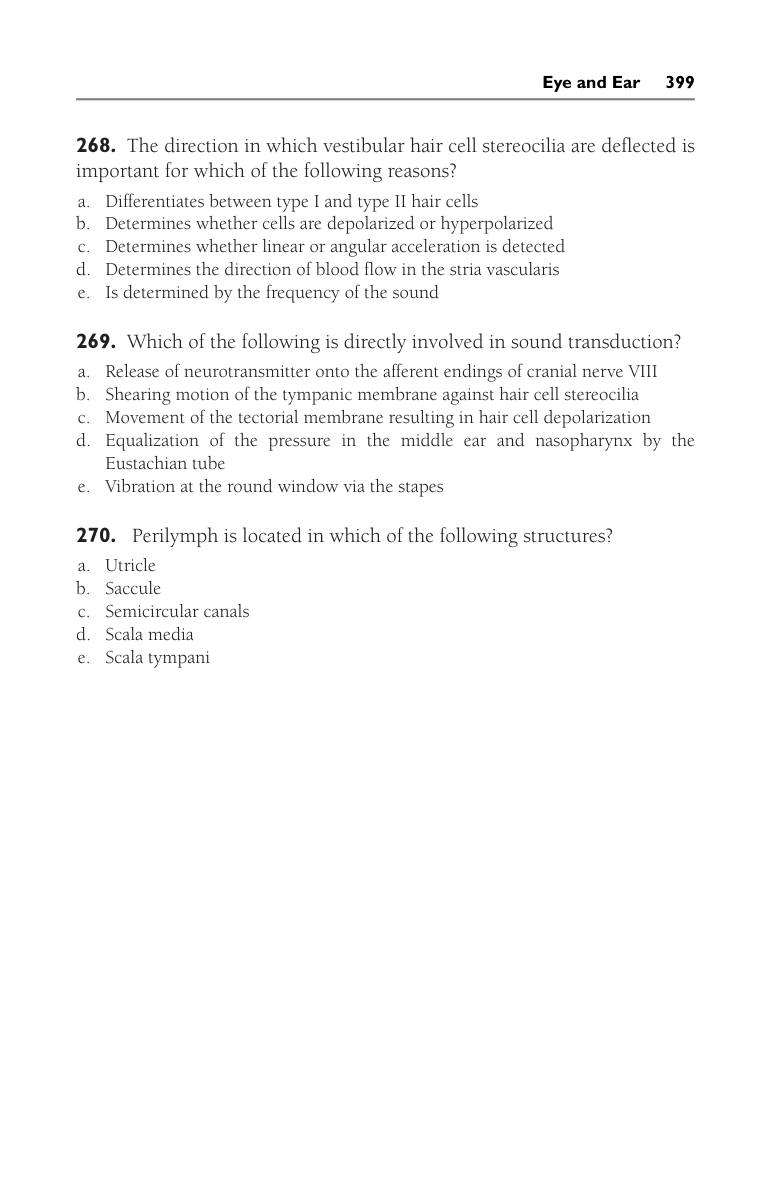 Eye and Ear 399
268. The direction in which vestibular hair cell stereocilia are deflected is
important for which of the following reasons?
a. Differentiates between type I and type II hair cells
b. Determines whether cells are depolarized or hyperpolarized
c. Determines whether linear or angular acceleration is detected
d. Determines the direction of blood flow in the stria vascularis
e. Is determined by the frequency of the sound
269. Which of the following is directly involved in sound transduction?
a. Release of neurotransmitter onto the afferent endings of cranial nerve VIII
b. Shearing motion of the tympanic membrane against hair cell stereocilia
c. Movement of the tectorial membrane resulting in hair cell depolarization
d. Equalization of the pressure in the middle ear and nasopharynx by the
Eustachian tube
e. Vibration at the round window via the stapes
270. Perilymph is located in which of the following structures?
a. Utricle
b. Saccule
c. Semicircular canals
d. Scala media
e. Scala tympani